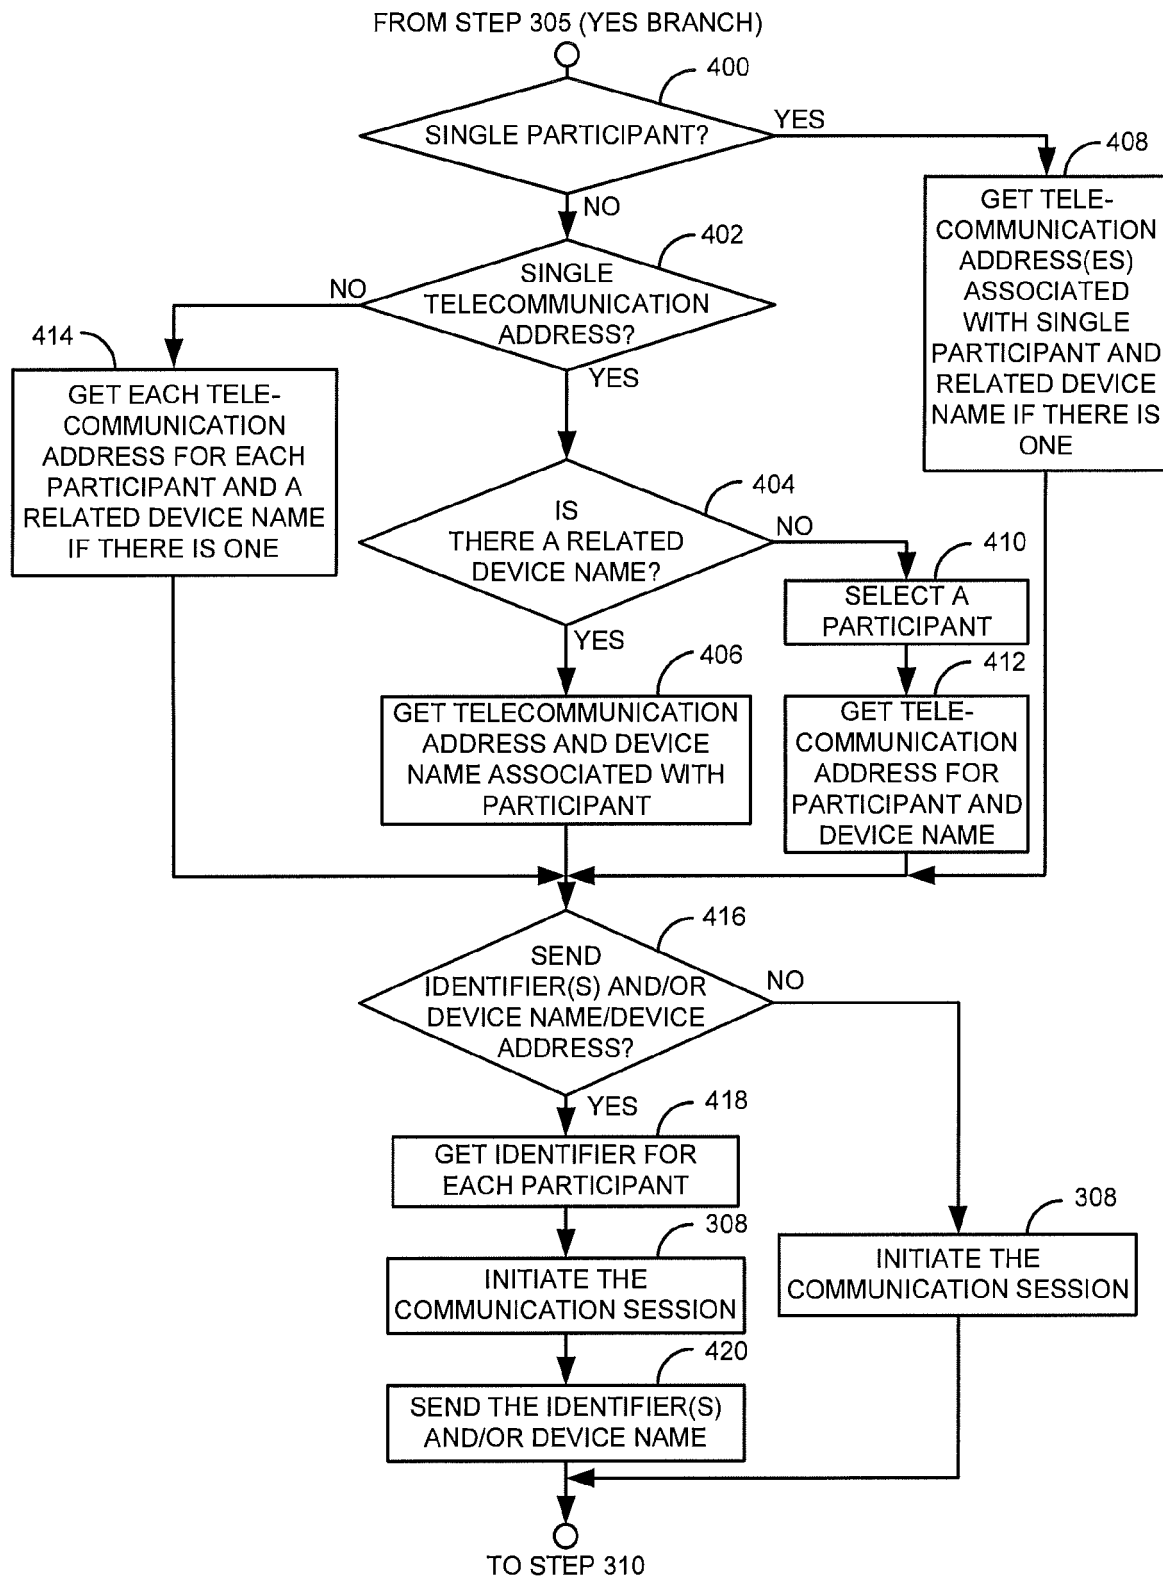 FROM STEP 305 (YES BRANCH)
400
SINGLE PARTICIPANT?
YES
NO
408
GET TELE-
COMMUNICATION
ADDRESS(ES)
ASSOCIATED
WITH SINGLE
PARTICIPANT AND
RELATED DEVICE
NAME IF THERE IS
ONE
402
SINGLE
TELECOMMUNICATION
ADDRESS?
NO
YES
414
GET EACH TELE-
COMMUNICATION
ADDRESS FOR EACH
PARTICIPANT AND A
RELATED DEVICE NAME
IF THERE IS ONE
404
IS
THERE A RELATED
DEVICE NAME?
NO
YES
410
SELECT A
PARTICIPANT
406
GET TELECOMMUNICATION
ADDRESS AND DEVICE
NAME ASSOCIATED WITH
PARTICIPANT
412
GET TELE-
COMMUNICATION
ADDRESS FOR
PARTICIPANT AND
DEVICE NAME
416
SEND
IDENTIFIER(S) AND/OR
DEVICE NAME/DEVICE
ADDRESS?
NO
YES
418
GET IDENTIFIER FOR
EACH PARTICIPANT
308
INITIATE THE
COMMUNICATION SESSION
308
INITIATE THE
COMMUNICATION SESSION
420
SEND THE IDENTIFIER(S)
AND/OR DEVICE NAME
TO STEP 310